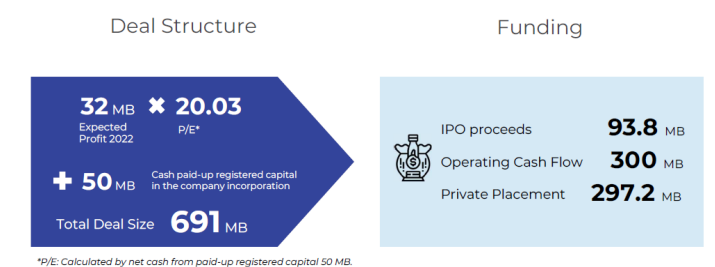 Deal Structure
32 MB ✖ 20.03
Expected
Profit 2022
P/E*
+ 50 MB
Cash paid-up registered capital
in the company incorporation
Total Deal Size 691 MB
*P/E: Calculated by net cash from paid-up registered capital 50 MB.
Funding
IPO proceeds 93.8 MB
Operating Cash Flow 300 MB
Private Placement 297.2 MB